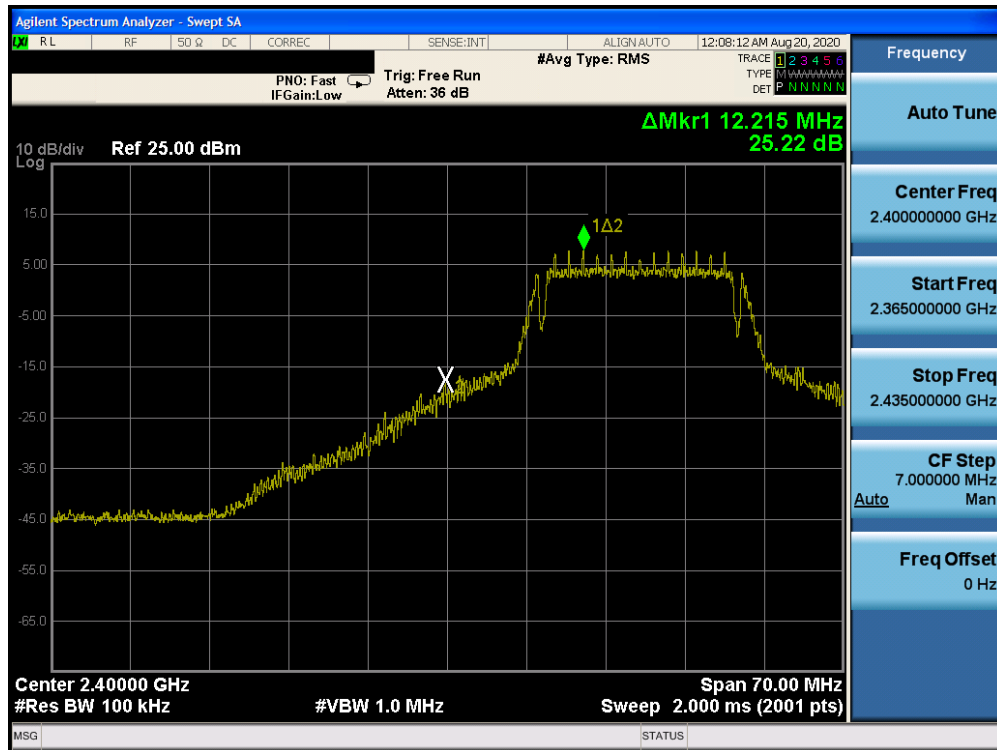 Agilent Spectrum Analyzer - Swept SA
LXI RL RF 50 Ω DC CORREC SENSE:INT ALIGN AUTO 12:08:12 AM Aug 20, 2020
Frequency
PNO: Fast
IFGain:Low
Trig: Free Run
Atten: 36 dB
#Avg Type: RMS
TRACE 1 2 3 4 5 6
TYPE M
DET P N N N N N
Auto Tune
ΔMkr1 12.215 MHz
25.22 dB
10 dB/div Ref 25.00 dBm
Log
15.0
5.00
-5.00
-15.0
-25.0
-35.0
-45.0
-55.0
-65.0
1Δ2
Center Freq
2.400000000 GHz
Start Freq
2.365000000 GHz
Stop Freq
2.435000000 GHz
CF Step
7.000000 MHz
Auto Man
Freq Offset
0 Hz
Center 2.40000 GHz Span 70.00 MHz
#Res BW 100 kHz #VBW 1.0 MHz Sweep 2.000 ms (2001 pts)
MSG STATUS